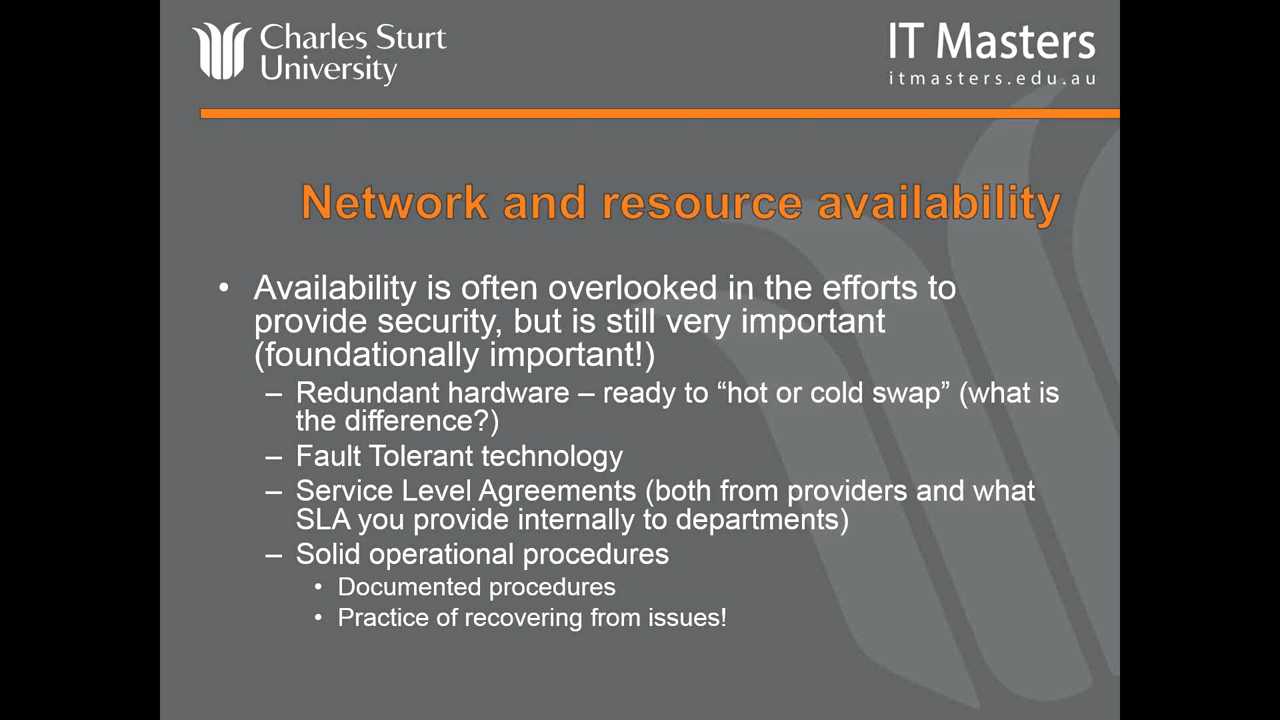 Charles Sturt
University
IT Masters
itmasters.edu.au
Network and resource availability
• Availability is often overlooked in the efforts to
provide security, but is still very important
(foundationally important!)
– Redundant hardware – ready to “hot or cold swap” (what is
the difference?)
– Fault Tolerant technology
– Service Level Agreements (both from providers and what
SLA you provide internally to departments)
– Solid operational procedures
• Documented procedures
• Practice of recovering from issues!